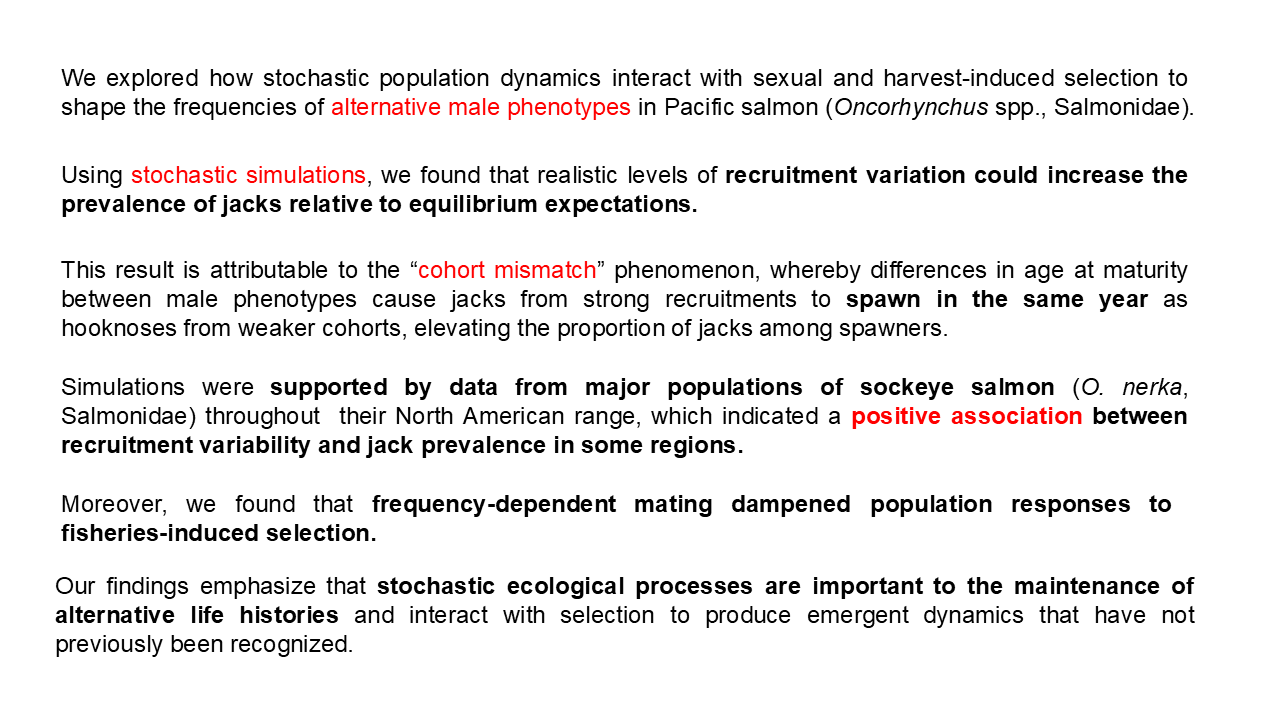 We explored how stochastic population dynamics interact with sexual and harvest-induced selection to
shape the frequencies of alternative male phenotypes in Pacific salmon (Oncorhynchus spp., Salmonidae).
Using stochastic simulations, we found that realistic levels of recruitment variation could increase the
prevalence of jacks relative to equilibrium expectations.
This result is attributable to the “cohort mismatch” phenomenon, whereby differences in age at maturity
between male phenotypes cause jacks from strong recruitments to spawn in the same year as
hooknoses from weaker cohorts, elevating the proportion of jacks among spawners.
Simulations were supported by data from major populations of sockeye salmon (O. nerka,
Salmonidae) throughout their North American range, which indicated a positive association between
recruitment variability and jack prevalence in some regions.
Moreover, we found that frequency-dependent mating dampened population responses to
fisheries-induced selection.
Our findings emphasize that stochastic ecological processes are important to the maintenance of
alternative life histories and interact with selection to produce emergent dynamics that have not
previously been recognized.